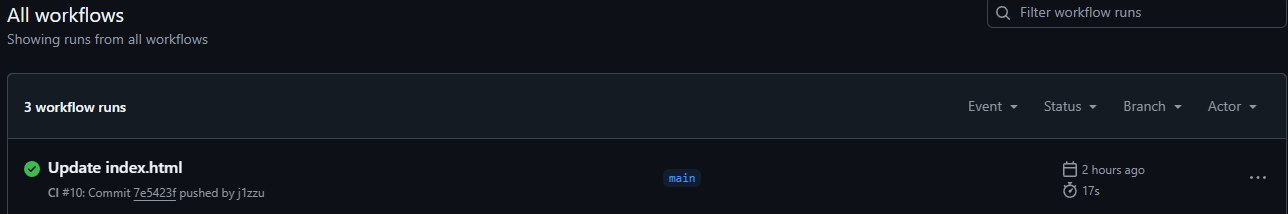 All workflows
Filter workflow runs
Showing runs from all workflows
3 workflow runs
Event
Status
Branch
Actor
Update index.html
main
2 hours ago
CI #10: Commit 7e5423f pushed by j1zzu
17s